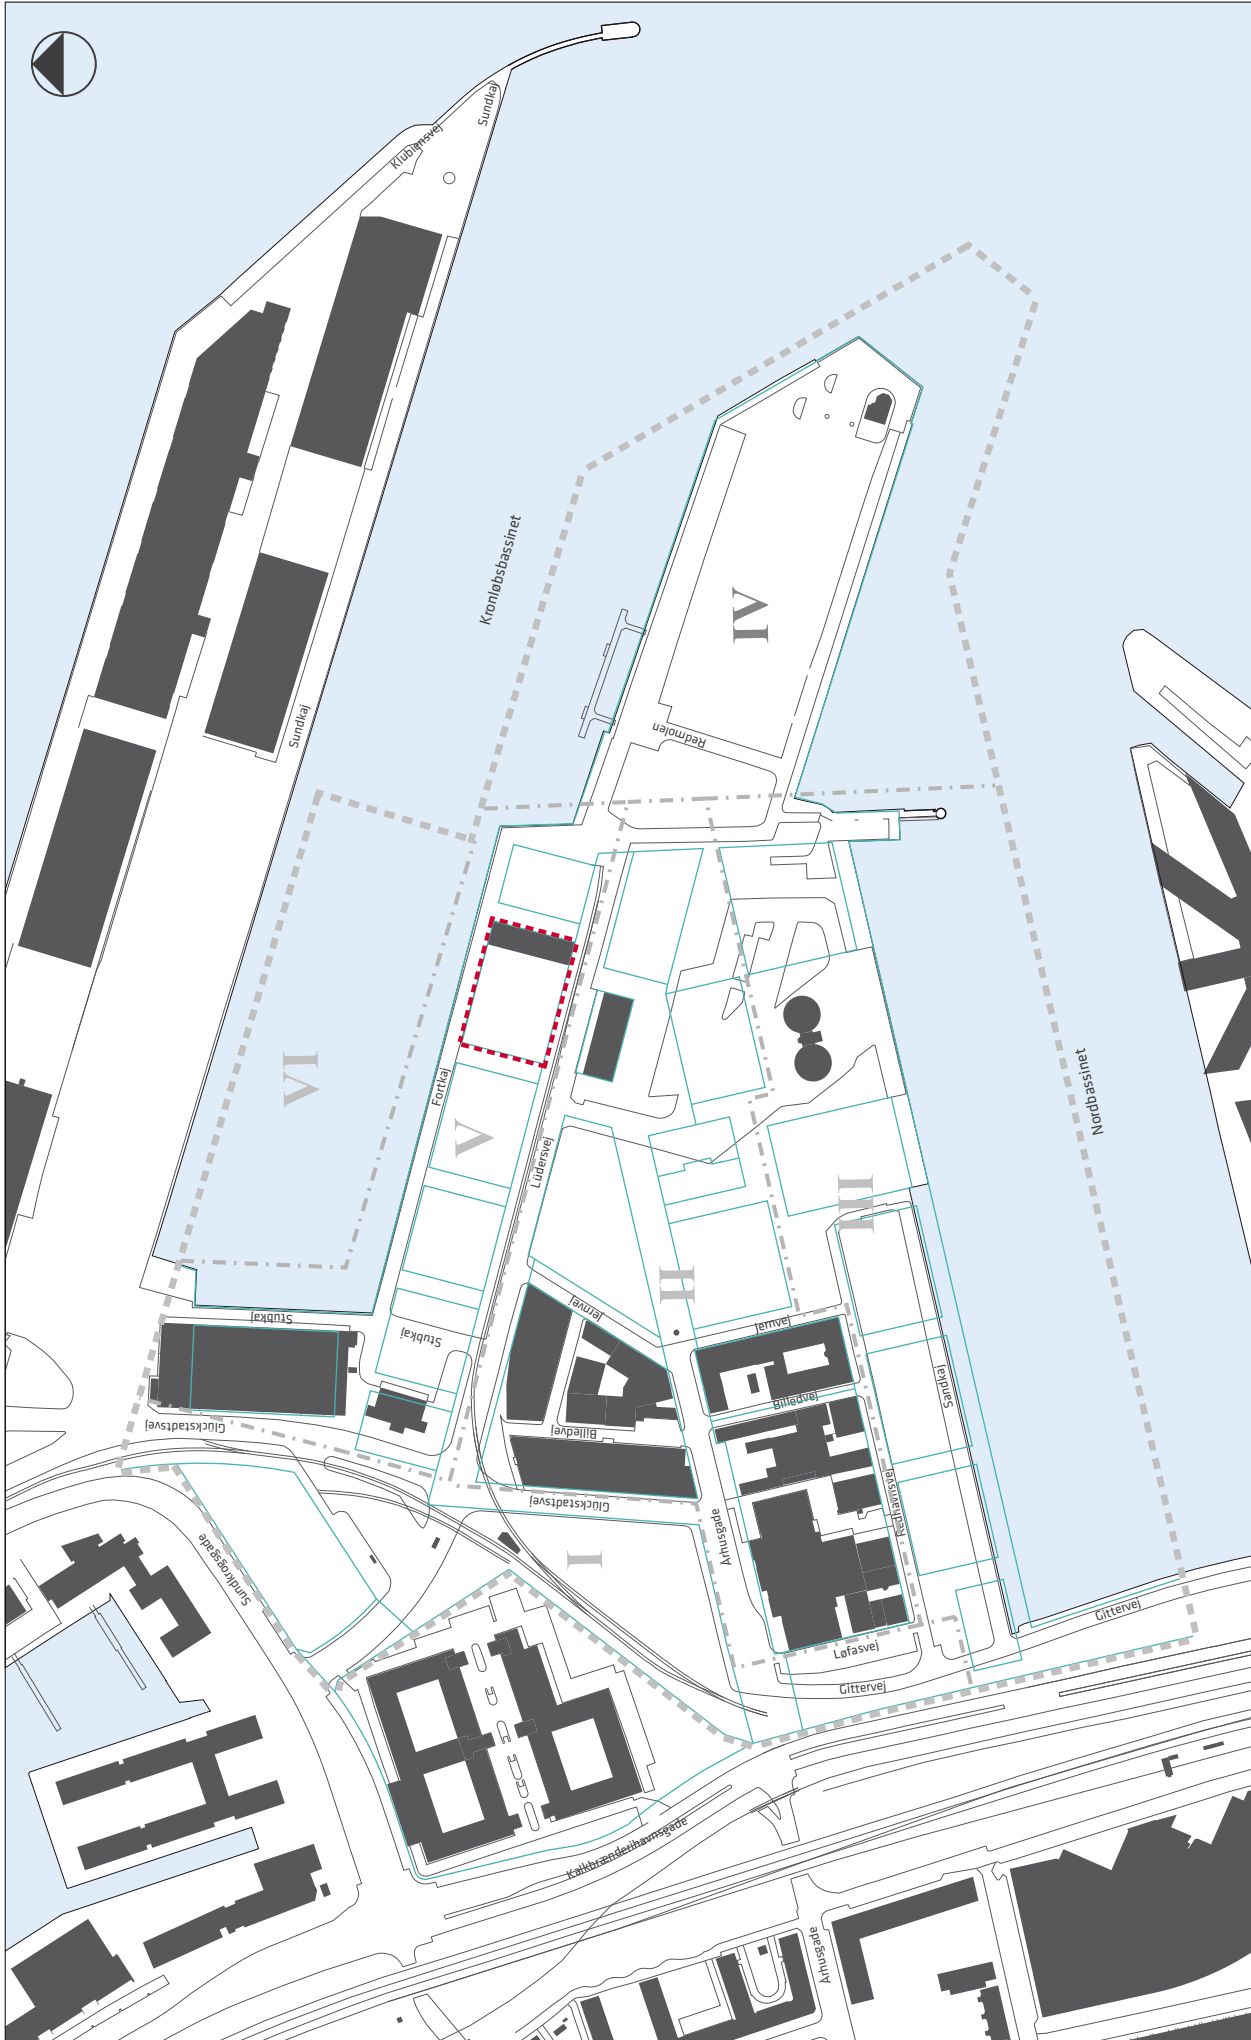 Sundkaj
Klubiensvej
Kronløbsbassinet
IV
Sundkaj
Redmolen
VI
Fortkaj
V
Lüdersvej
Nordbassinet
III
II
Stubkaj
Stubkaj
Jernvej
Jernvej
Billedvej
Sandkaj
Glückstadtsvej
Billedvej
Glückstadtsvej
Redhavnsvej
Århusgade
Sundkrogsgade
I
Gittervej
Løfasvej
Gittervej
Kalkbrænderihavnsgade
Århusgade